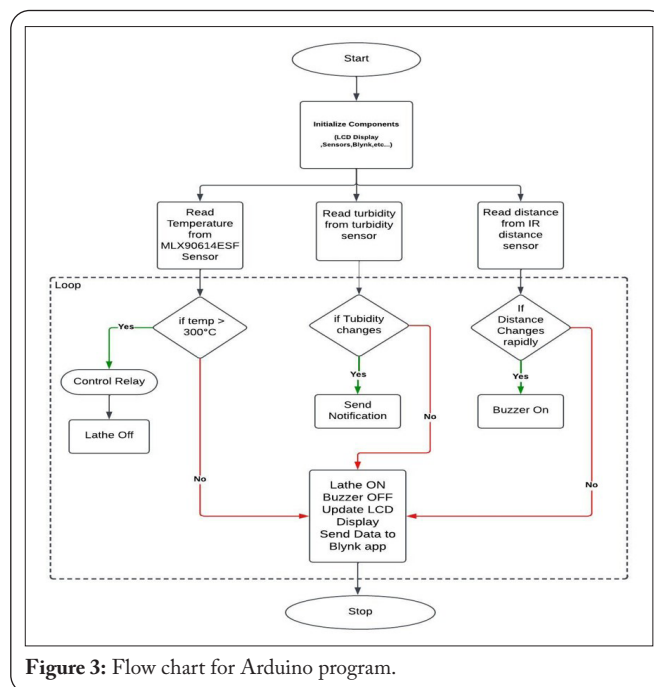 Start
Initialize Components
(LCD Display
,Sensors,Blynk,etc...)
Read
Temperature
from
MLX90614ESF
Sensor
Read turbidity
from turbidity
sensor
Read distance
from IR
distance
sensor
Loop
if temp >
300°C
Yes
Control Relay
Lathe Off
No
if Tubidity
changes
Yes
Send
Notification
No
If
Distance
Changes
rapidly
Yes
Buzzer On
No
Lathe ON
Buzzer OFF
Update LCD
Display
Send Data to
Blynk app
Stop
Figure 3: Flow chart for Arduino program.